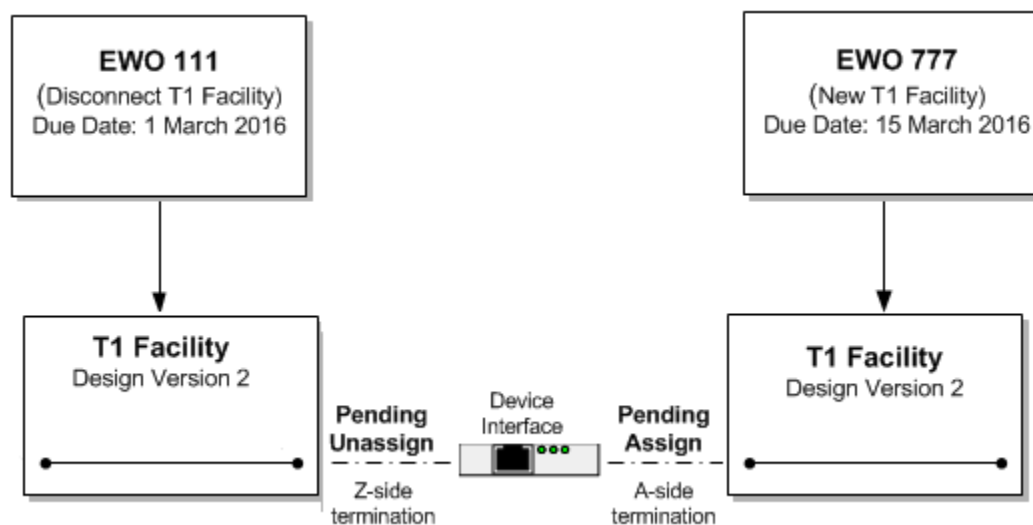 EWO 111
(Disconnect T1 Facility)
Due Date: 1 March 2016
EWO 777
(New T1 Facility)
Due Date: 15 March 2016
T1 Facility
Design Version 2
Pending
Unassign
Z-side
termination
Device
Interface
Pending
Assign
A-side
termination
T1 Facility
Design Version 2